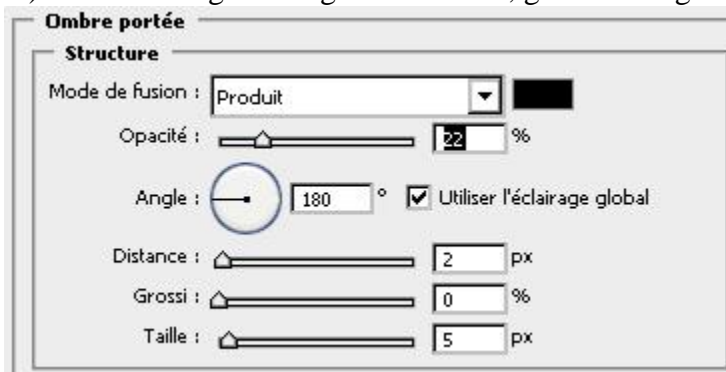 Ombre portée
Structure
Mode de fusion : Produit
Opacité : 22 %
Angle : 180 ° Utiliser l'éclairage global
Distance : 2 px
Grossi : 0 %
Taille : 5 px